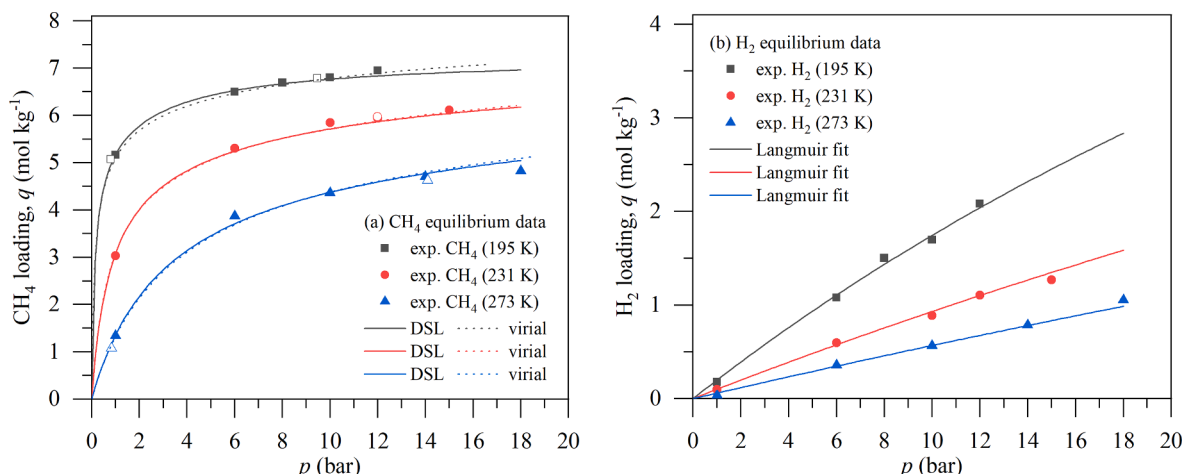 8
7
6
5
4
3
2
1
0
CH₄ loading, q (mol kg⁻¹)
(a) CH₄ equilibrium data
exp. CH₄ (195 K)
exp. CH₄ (231 K)
exp. CH₄ (273 K)
DSL virial
DSL virial
DSL virial
0 2 4 6 8 10 12 14 16 18 20
p (bar)
4
3
2
1
0
H₂ loading, q (mol kg⁻¹)
(b) H₂ equilibrium data
exp. H₂ (195 K)
exp. H₂ (231 K)
exp. H₂ (273 K)
Langmuir fit
Langmuir fit
Langmuir fit
0 2 4 6 8 10 12 14 16 18 20
p (bar)